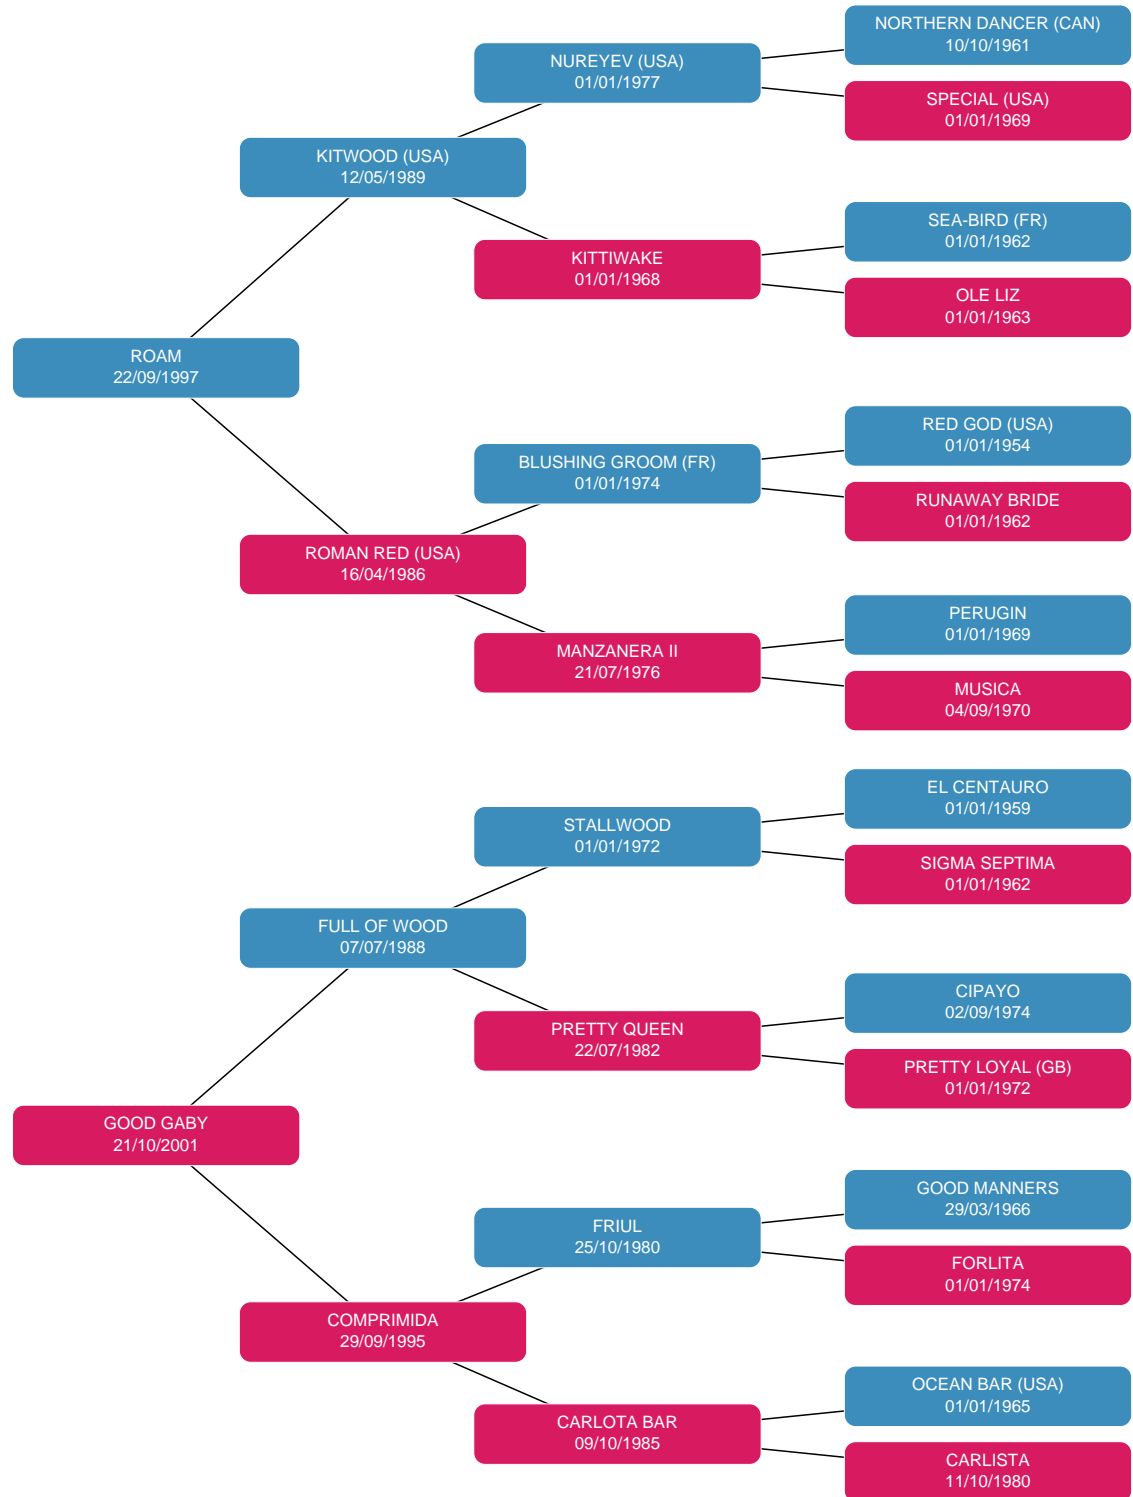 NORTHERN DANCER (CAN)
10/10/1961
NUREYEV (USA)
01/01/1977
SPECIAL (USA)
01/01/1969
KITWOOD (USA)
12/05/1989
SEA-BIRD (FR)
01/01/1962
KITTIWAKE
01/01/1968
OLE LIZ
01/01/1963
ROAM
22/09/1997
RED GOD (USA)
01/01/1954
BLUSHING GROOM (FR)
01/01/1974
RUNAWAY BRIDE
01/01/1962
ROMAN RED (USA)
16/04/1986
PERUGIN
01/01/1969
MANZANERA II
21/07/1976
MUSICA
04/09/1970
EL CENTAURO
01/01/1959
STALLWOOD
01/01/1972
SIGMA SEPTIMA
01/01/1962
FULL OF WOOD
07/07/1988
CIPAYO
02/09/1974
PRETTY QUEEN
22/07/1982
PRETTY LOYAL (GB)
01/01/1972
GOOD GABY
21/10/2001
GOOD MANNERS
29/03/1966
FRIUL
25/10/1980
FORLITA
01/01/1974
COMPRIMIDA
29/09/1995
OCEAN BAR (USA)
01/01/1965
CARLOTA BAR
09/10/1985
CARLISTA
11/10/1980